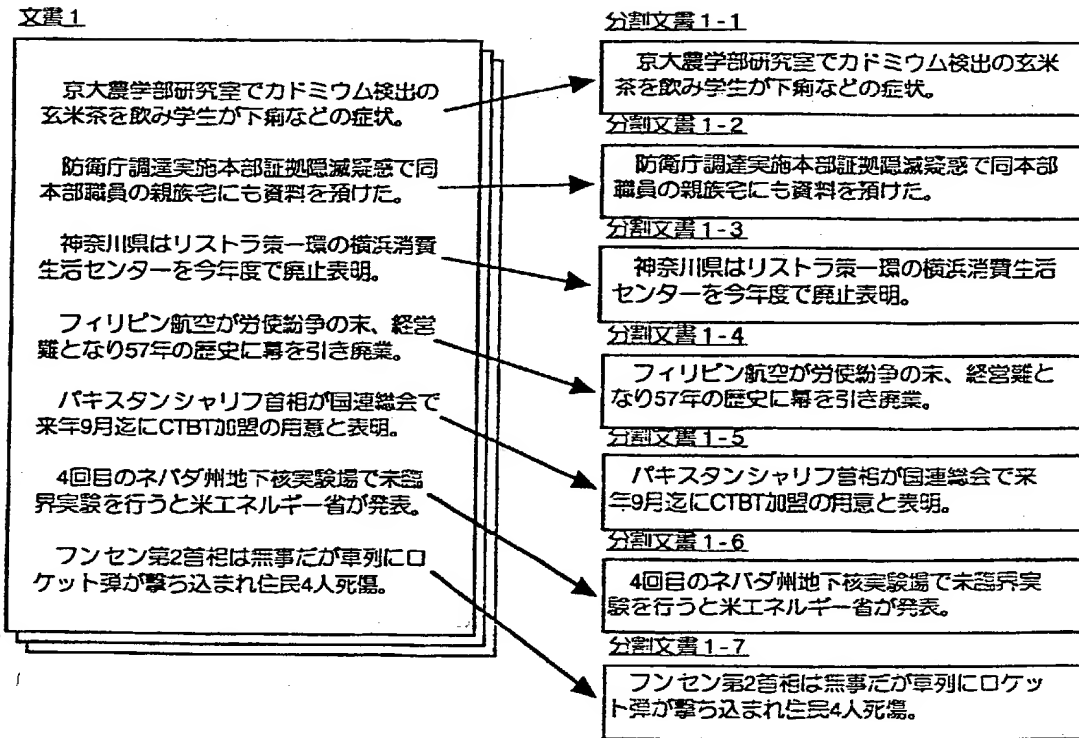 文書1
京大農学部研究室でカドミウム検出の
玄米茶を飲み学生が下痢などの症状。
防衛庁調達実施本部証拠隠滅疑惑で同
本部職員の親族宅にも資料を預けた。
神奈川県はリストラ策一環の横浜消費
生活センターを今年度で廃止表明。
フィリピン航空が労使紛争の末、経営
難となり57年の歴史に幕を引き廃業。
パキスタンシャリフ首相が国連総会で
来年9月迄にCTBT加盟の用意と表明。
4回目のネバダ州地下核実験場で未臨
界実験を行うと米エネルギー省が発表。
フンセン第2首相は無事だが車列にロ
ケット弾が撃ち込まれ住民4人死傷。
分割文書1-1
京大農学部研究室でカドミウム検出の玄米
茶を飲み学生が下痢などの症状。
分割文書1-2
防衛庁調達実施本部証拠隠滅疑惑で同本部
職員の親族宅にも資料を預けた。
分割文書1-3
神奈川県はリストラ策一環の横浜消費生活
センターを今年度で廃止表明。
分割文書1-4
フィリピン航空が労使紛争の末、経営難と
なり57年の歴史に幕を引き廃業。
分割文書1-5
パキスタンシャリフ首相が国連総会で来
年9月迄にCTBT加盟の用意と表明。
分割文書1-6
4回目のネバダ州地下核実験場で未臨界実
験を行うと米エネルギー省が発表。
分割文書1-7
フンセン第2首相は無事だが車列にロケッ
ト弾が撃ち込まれ住民4人死傷。